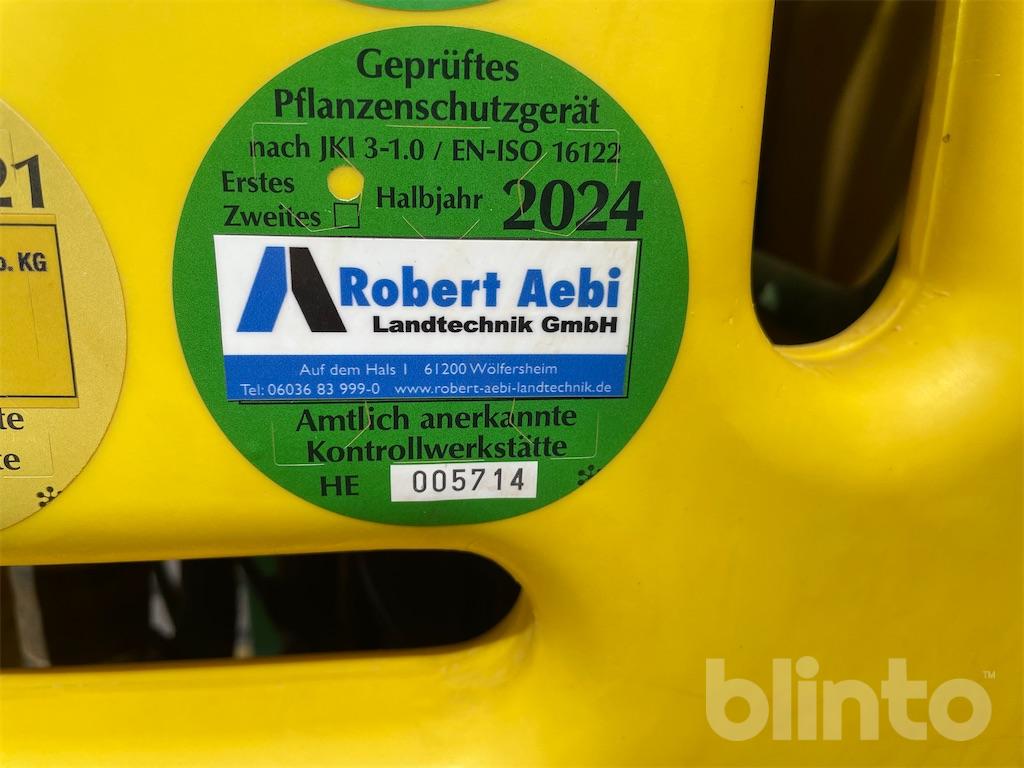 Geprüftes
Pflanzenschutzgerät
nach JKI 3-1.0 / EN-ISO 16122
Erstes
Zweites
Halbjahr 2024
Robert Aebi
Landtechnik GmbH
Auf dem Hals 1 61200 Wölfersheim
Tel: 06036 83 999-0 www.robert-aebi-landtechnik.de
Amtlich anerkannte
Kontrollwerkstätte
HE 005714
21
o. KG
te
ke
blinto™